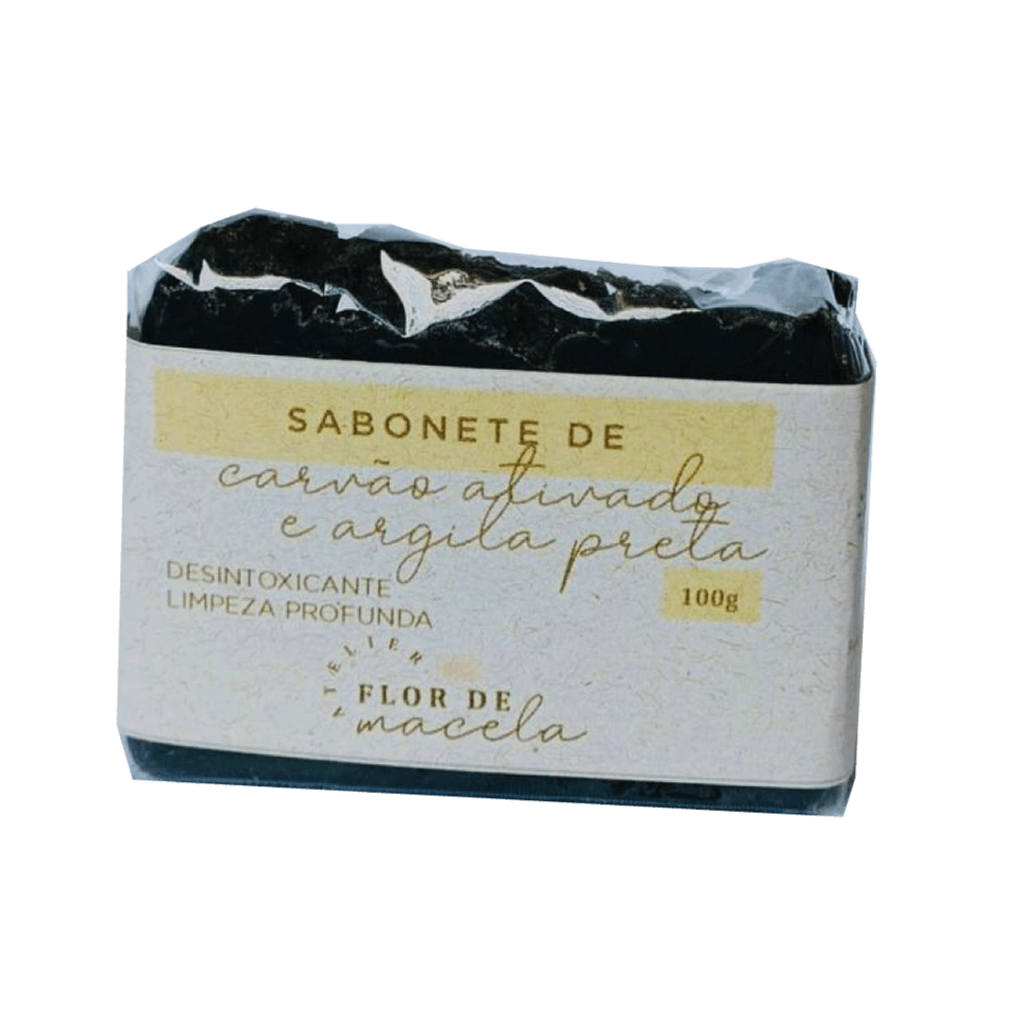 SABONETE DE
carvão ativado
e argila preta
DESINTOXICANTE
LIMPEZA PROFUNDA
100g
ATELIER
FLOR DE
macela